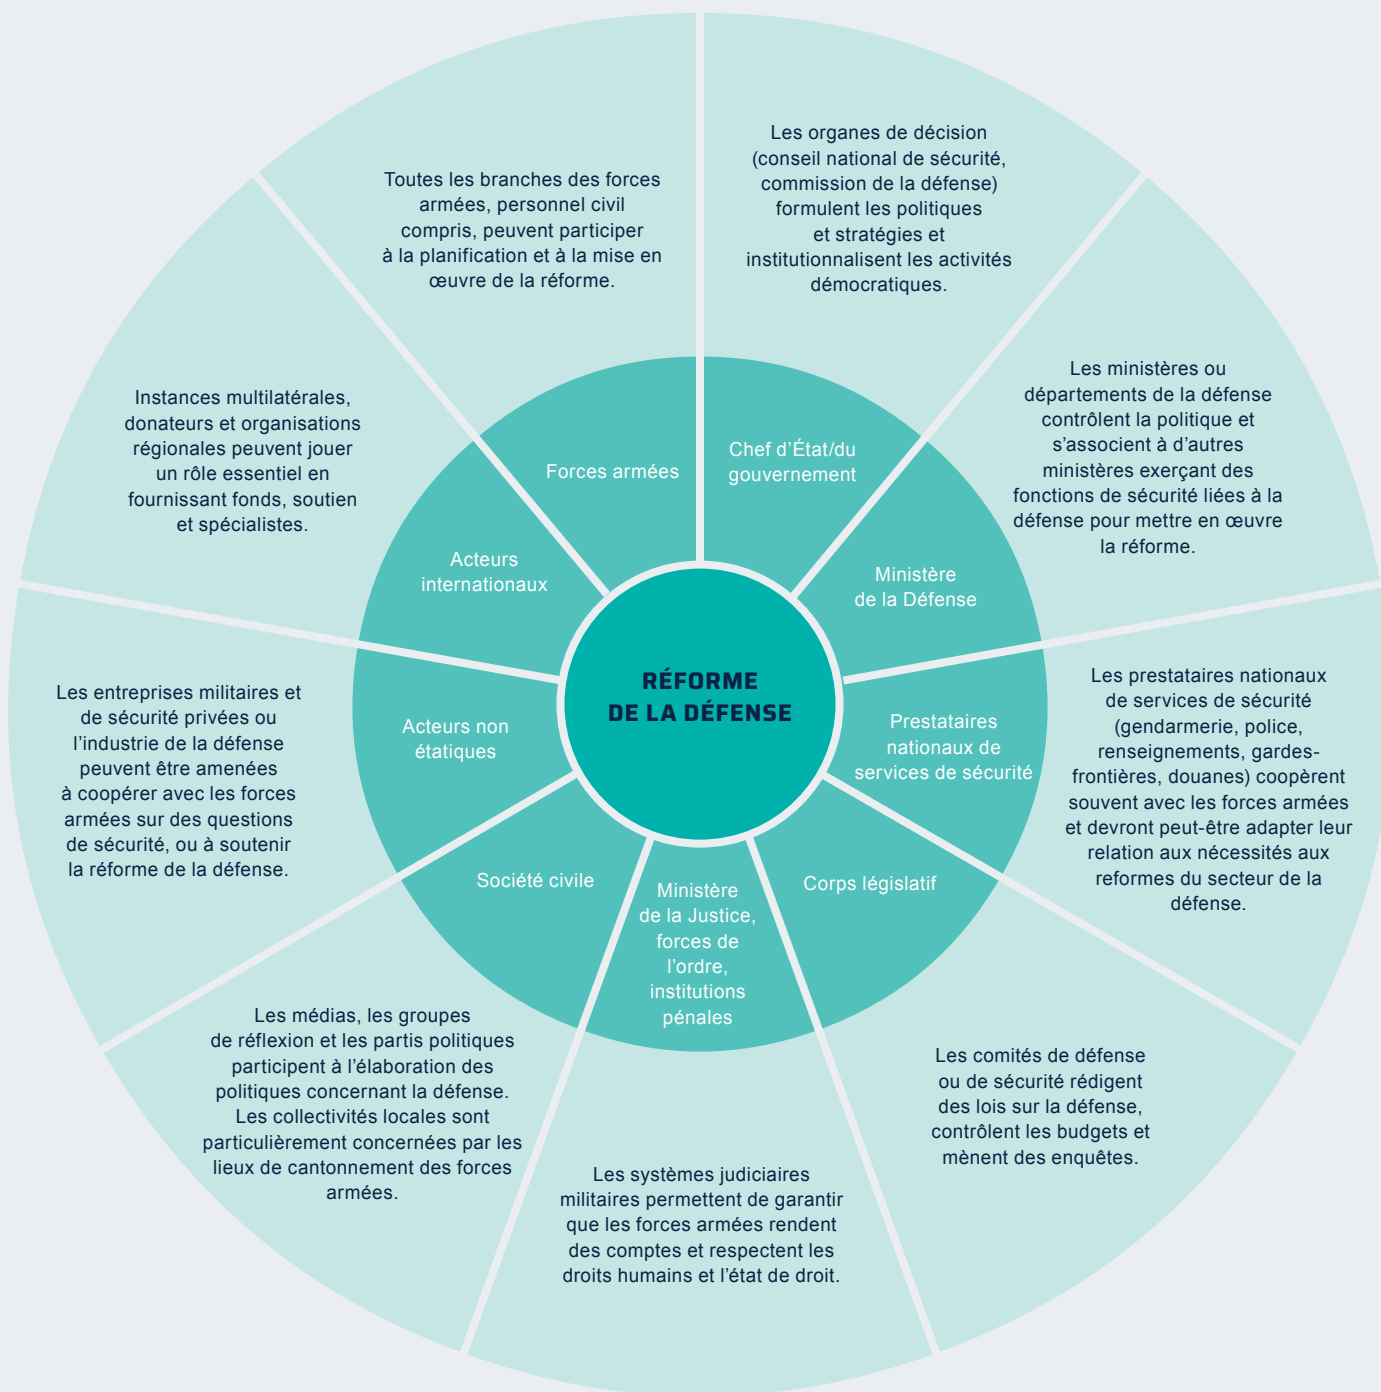 RÉFORME
DE LA DÉFENSE
Chef d’État/du
gouvernement
Les organes de décision
(conseil national de sécurité,
commission de la défense)
formulent les politiques
et stratégies et
institutionnalisent les activités
démocratiques.
Ministère
de la Défense
Les ministères ou
départements de la défense
contrôlent la politique et
s’associent à d’autres
ministères exerçant des
fonctions de sécurité liées à la
défense pour mettre en œuvre
la réforme.
Prestataires
nationaux de
services de sécurité
Les prestataires nationaux
de services de sécurité
(gendarmerie, police,
renseignements, gardes-
frontières, douanes) coopèrent
souvent avec les forces armées
et devront peut-être adapter leur
relation aux nécessités aux
reformes du secteur de la
défense.
Corps législatif
Les comités de défense
ou de sécurité rédigent
des lois sur la défense,
contrôlent les budgets et
mènent des enquêtes.
Ministère
de la Justice,
forces de
l’ordre,
institutions
pénales
Les systèmes judiciaires
militaires permettent de garantir
que les forces armées rendent
des comptes et respectent les
droits humains et l’état de droit.
Société civile
Les médias, les groupes
de réflexion et les partis politiques
participent à l’élaboration des
politiques concernant la défense.
Les collectivités locales sont
particulièrement concernées par les
lieux de cantonnement des forces
armées.
Acteurs non
étatiques
Les entreprises militaires et
de sécurité privées ou
l’industrie de la défense
peuvent être amenées
à coopérer avec les forces
armées sur des questions
de sécurité, ou à soutenir
la réforme de la défense.
Acteurs
internationaux
Instances multilatérales,
donateurs et organisations
régionales peuvent jouer
un rôle essentiel en
fournissant fonds, soutien
et spécialistes.
Forces armées
Toutes les branches des forces
armées, personnel civil
compris, peuvent participer
à la planification et à la mise en
œuvre de la réforme.